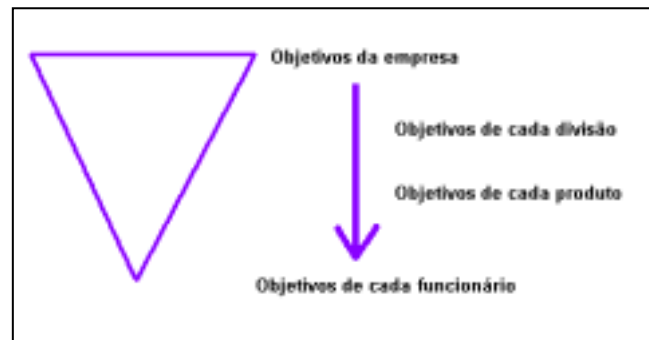 Objetivos da empresa
Objetivos de cada divisão
Objetivos de cada produto
Objetivos de cada funcionário